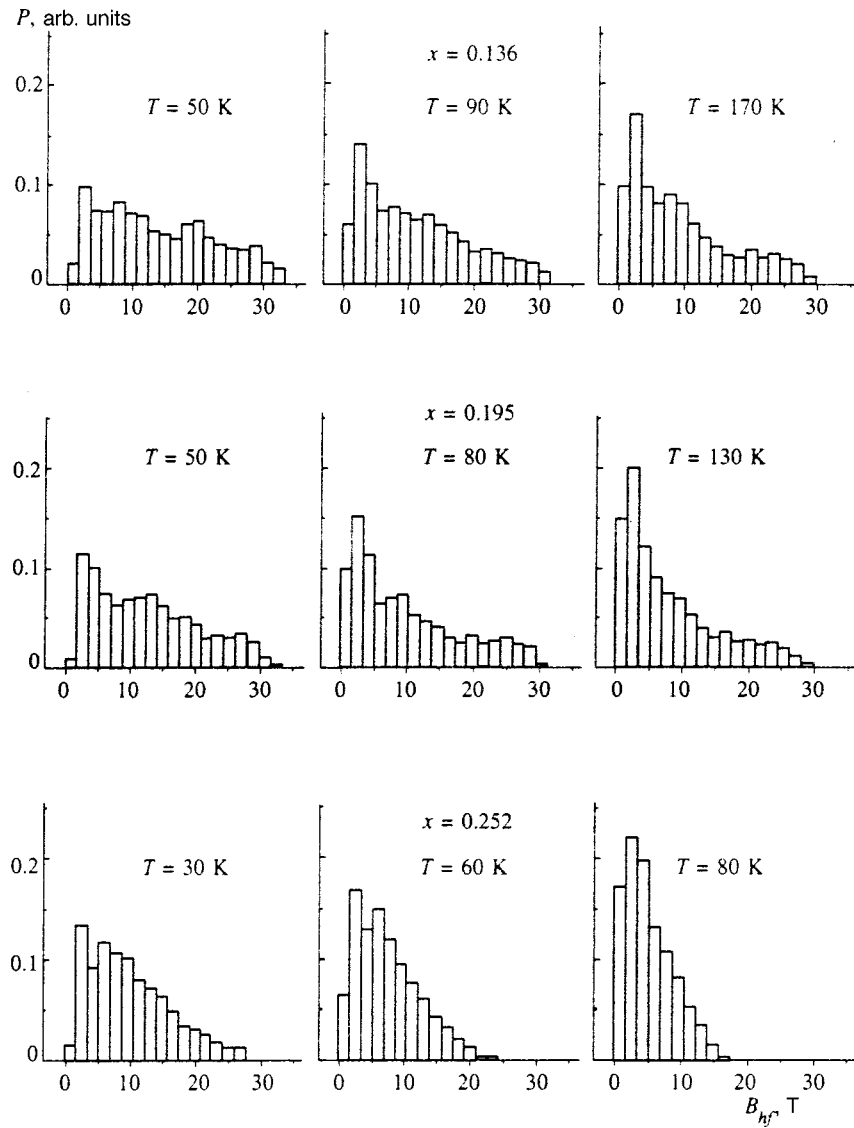 P, arb. units
x = 0.136
T = 50 K
T = 90 K
T = 170 K
0.2
0.1
0
0 10 20 30
0 10 20 30
0 10 20 30
x = 0.195
T = 50 K
T = 80 K
T = 130 K
0.2
0.1
0
0 10 20 30
0 10 20 30
0 10 20 30
x = 0.252
T = 30 K
T = 60 K
T = 80 K
0.2
0.1
0
0 10 20 30
0 10 20 30
0 10 20 30
B_hf, T